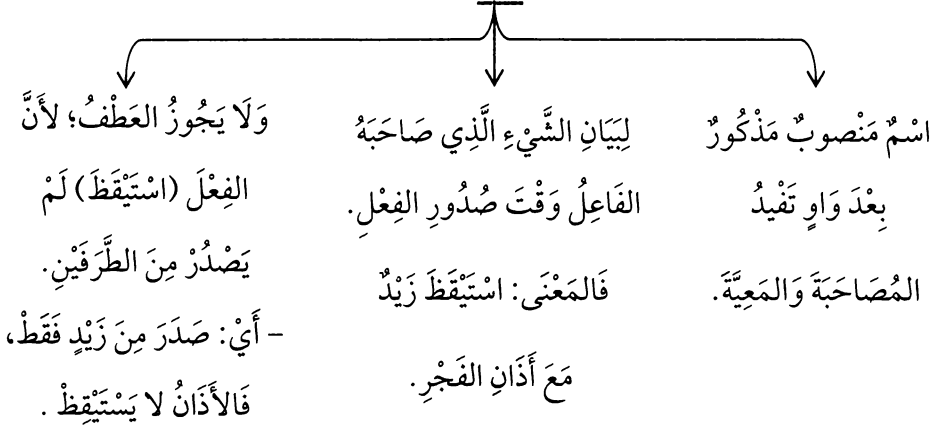 اسْمٌ مَنْصوبٌ مَذْكُورٌ
بِعْدَ وَاوٍ تَفْيدُ
المُصَاحَبَةَ وَالمَعِيَّةَ.
لِبَيَانِ الشَّيْءِ الَّذِي صَاحَبَهُ
الفَاعِلُ وَقْتَ صُدُورِ الفِعْلِ.
فَالمَعْنَى: اسْتَيْقَظَ زَيْدٌ
مَعَ أَذَانِ الفَجْرِ.
وَلَا يَجُوزُ العَطْفُ؛ لأَنَّ
الفِعْلَ (اسْتَيْقَظَ) لَمْ
يَصْدُرْ مِنَ الطَّرَفَيْنِ.
– أَيْ: صَدَرَ مِنَ زَيْدٍ فَقَطْ،
فَالأَذَانُ لا يَسْتَيْقِظْ .